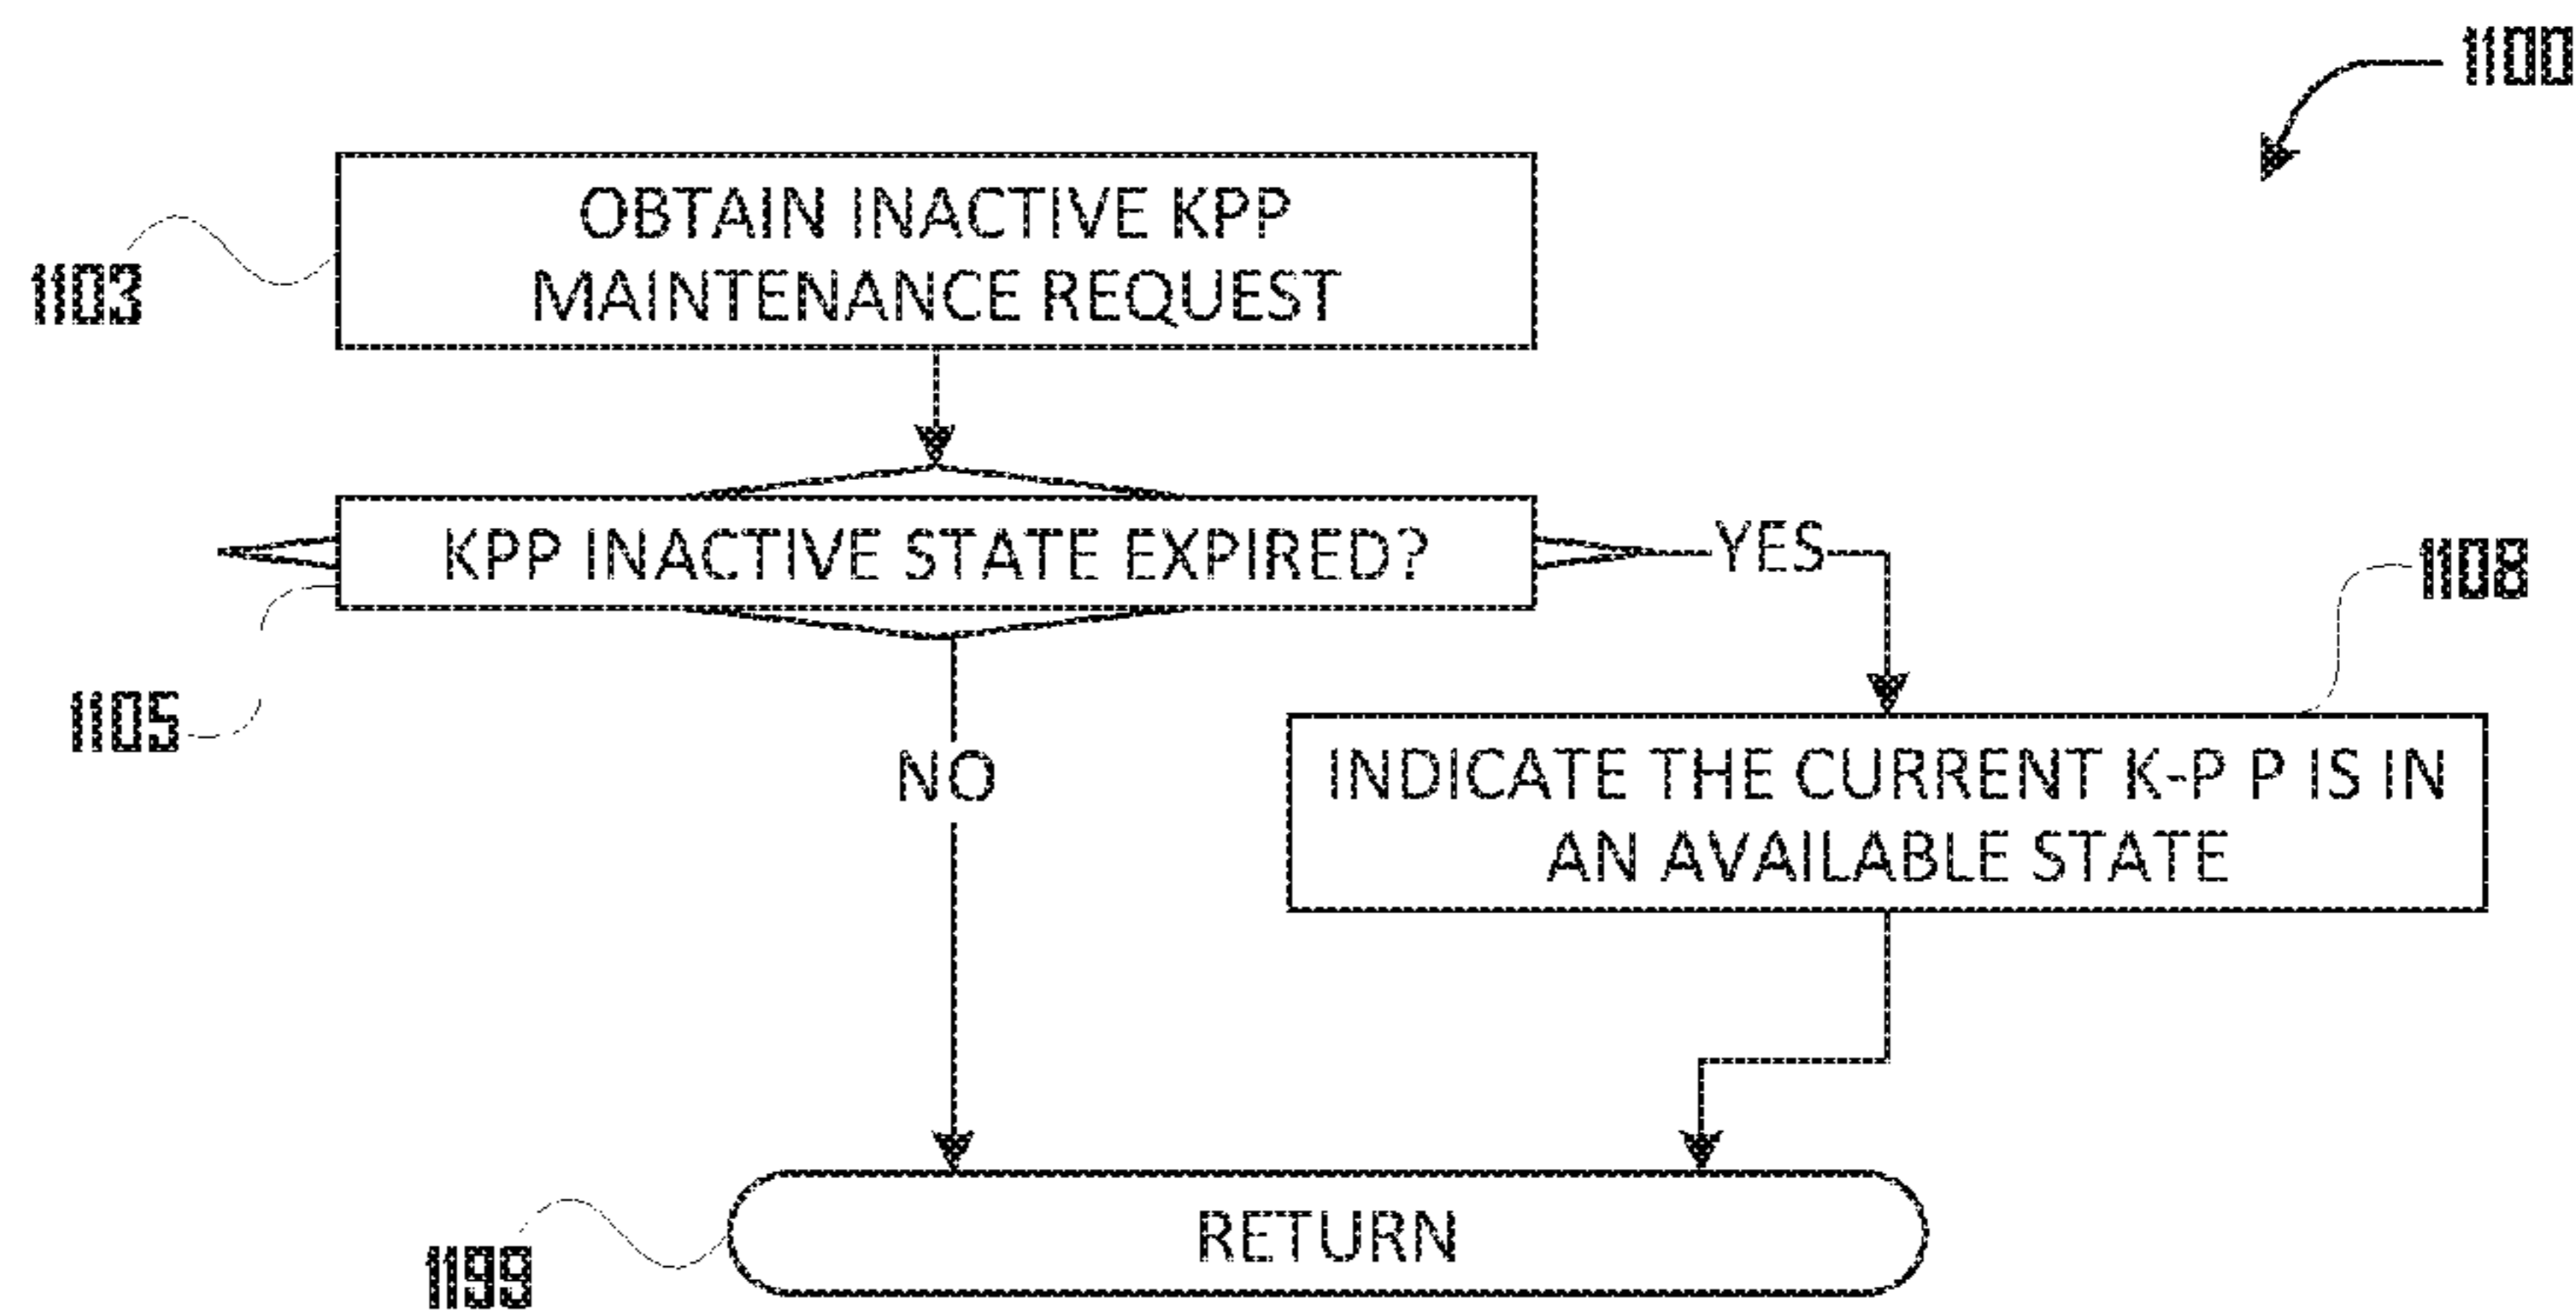 1100
OBTAIN INACTIVE KPP
MAINTENANCE REQUEST
1103
KPP INACTIVE STATE EXPIRED?
YES
1108
1105
NO
INDICATE THE CURRENT K-P P IS IN
AN AVAILABLE STATE
RETURN
1199